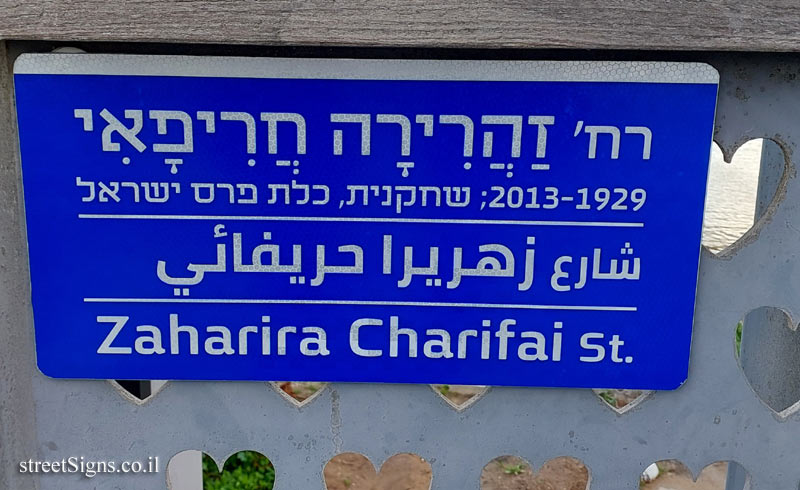 רח' זַהֲרִירָה חֲרִיפָאִי
1929-2013; שחקנית, כלת פרס ישראל
شارع زهريرا حريفائي
Zaharira Charifai St.
streetSigns.co.il